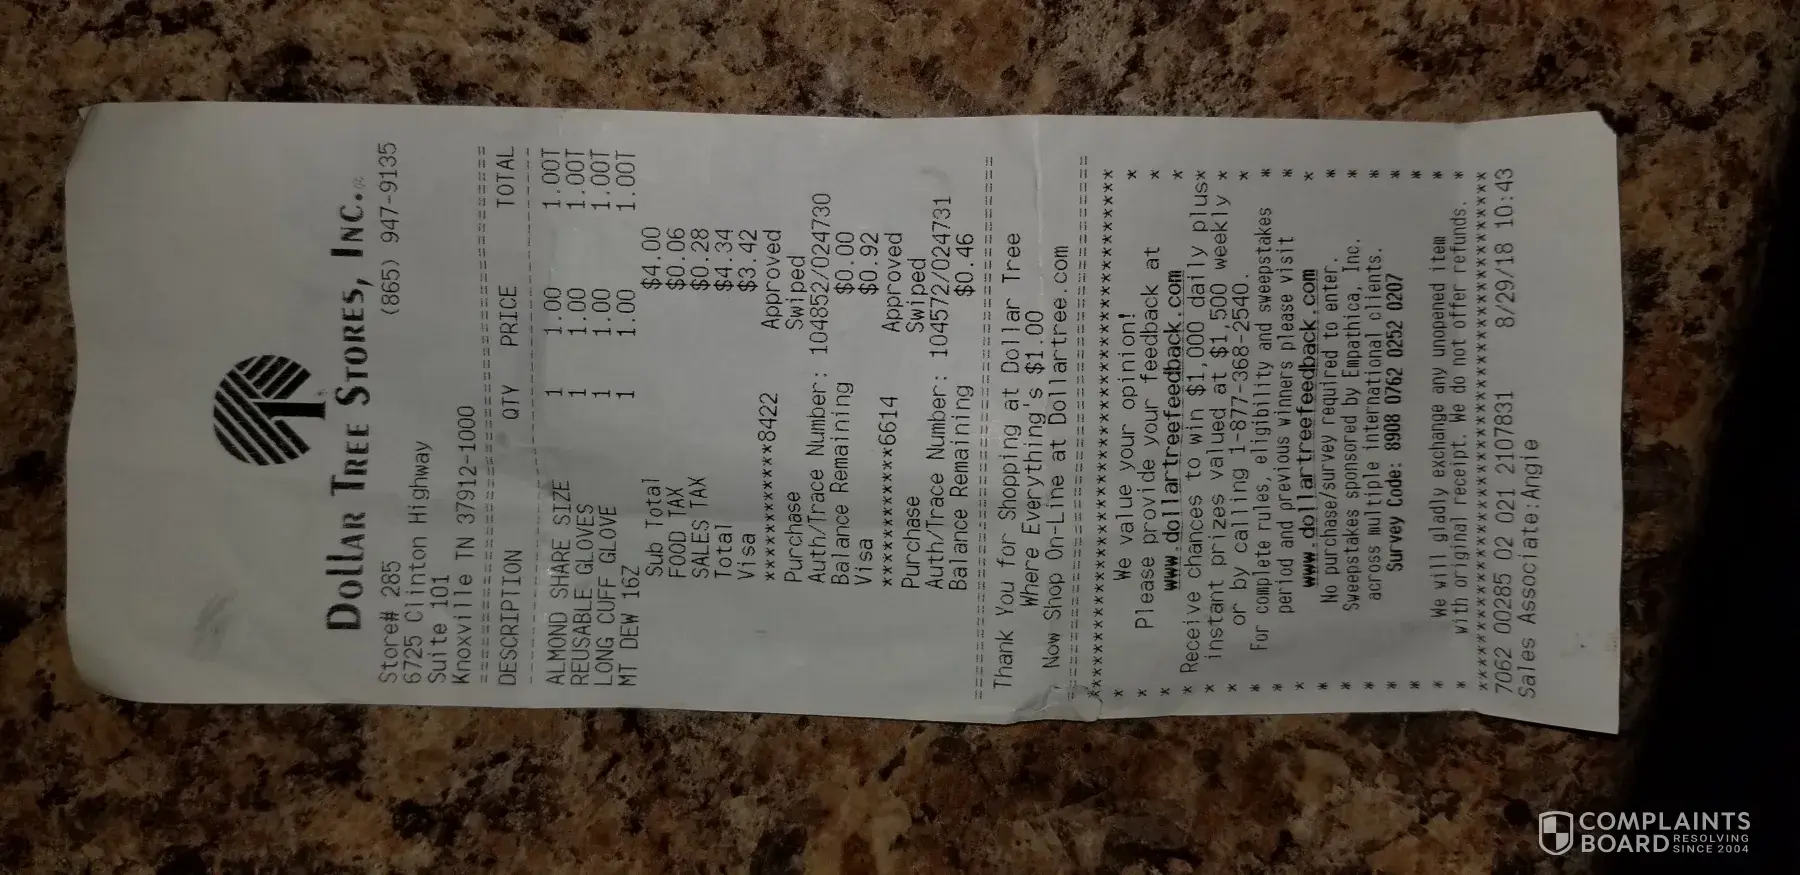 DOLLAR TREE STORES, INC.®
Store# 285 (865) 947-9135
6725 Clinton Highway
Suite 101
Knoxville TN 37912-1000
================================================
DESCRIPTION QTY PRICE TOTAL
------------------------------------------------
ALMOND SHARE SIZE 1 1.00 1.00T
REUSABLE GLOVES 1 1.00 1.00T
LONG CUFF GLOVE 1 1.00 1.00T
MT DEW 16Z 1 1.00 1.00T
Sub Total $4.00
FOOD TAX $0.06
SALES TAX $0.28
Total $4.34
Visa $3.42
************8422 Approved
Purchase Swiped
Auth/Trace Number: 104852/024730
Balance Remaining $0.00
Visa $0.92
************6614 Approved
Purchase Swiped
Auth/Trace Number: 104572/024731
Balance Remaining $0.46
================================================
Thank You for Shopping at Dollar Tree
Where Everything's $1.00
Now Shop On-Line at Dollartree.com
================================================
************************************************
* We value your opinion! *
* Please provide your feedback at *
* www.dollartreefeedback.com *
* Receive chances to win $1,000 daily plus*
* instant prizes valued at $1,500 weekly *
* or by calling 1-877-368-2540. *
* For complete rules, eligibility and sweepstakes *
* period and previous winners please visit *
* www.dollartreefeedback.com *
* No purchase/survey required to enter. *
* Sweepstakes sponsored by Empathica, Inc. *
* across multiple international clients. *
* Survey Code: 8908 0762 0252 0207 *
* *
* We will gladly exchange any unopened item *
* with original receipt. We do not offer refunds. *
************************************************
7062 00285 02 021 2107831 8/29/18 10:43
Sales Associate:Angie
COMPLAINTS
BOARD RESOLVING
SINCE 2004